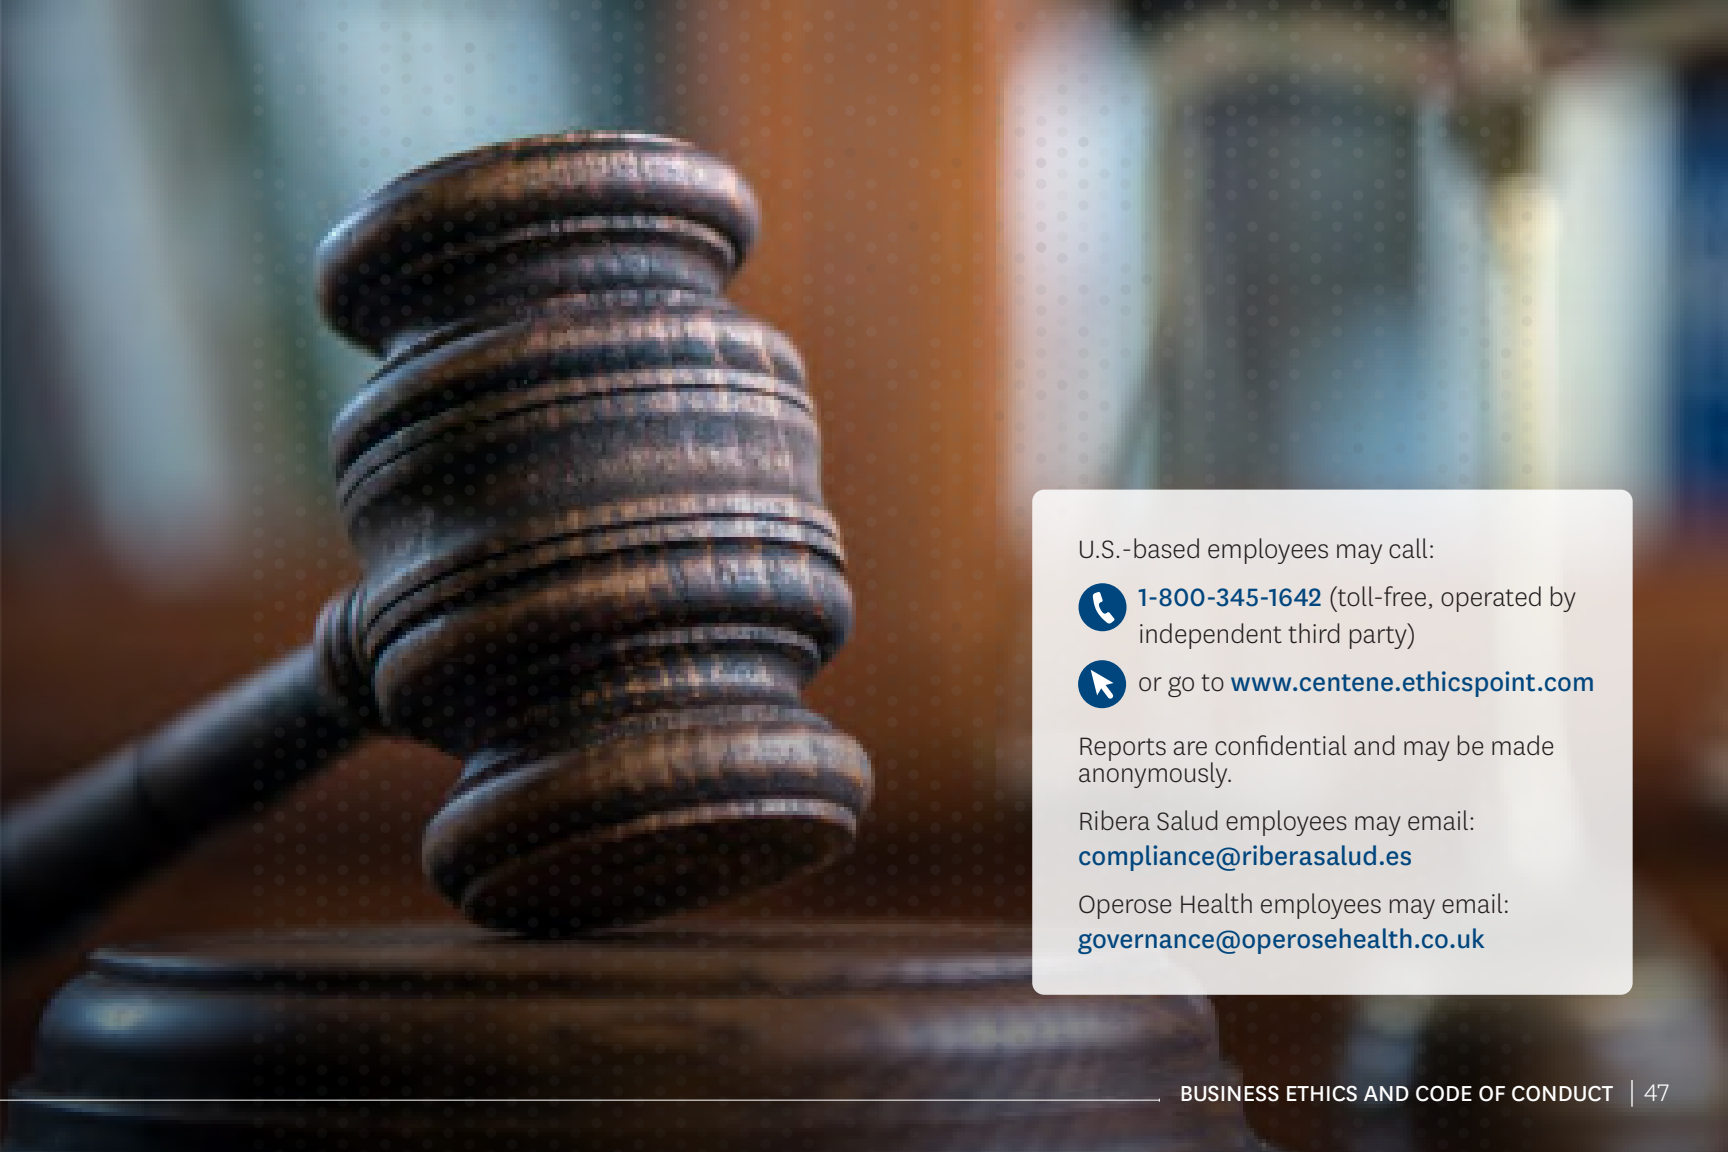 U.S.-based employees may call:
1-800-345-1642 (toll-free, operated by
independent third party)
or go to www.centene.ethicspoint.com
Reports are confidential and may be made
anonymously.
Ribera Salud employees may email:
compliance@riberasalud.es
Operose Health employees may email:
governance@operosehealth.co.uk
BUSINESS ETHICS AND CODE OF CONDUCT | 47